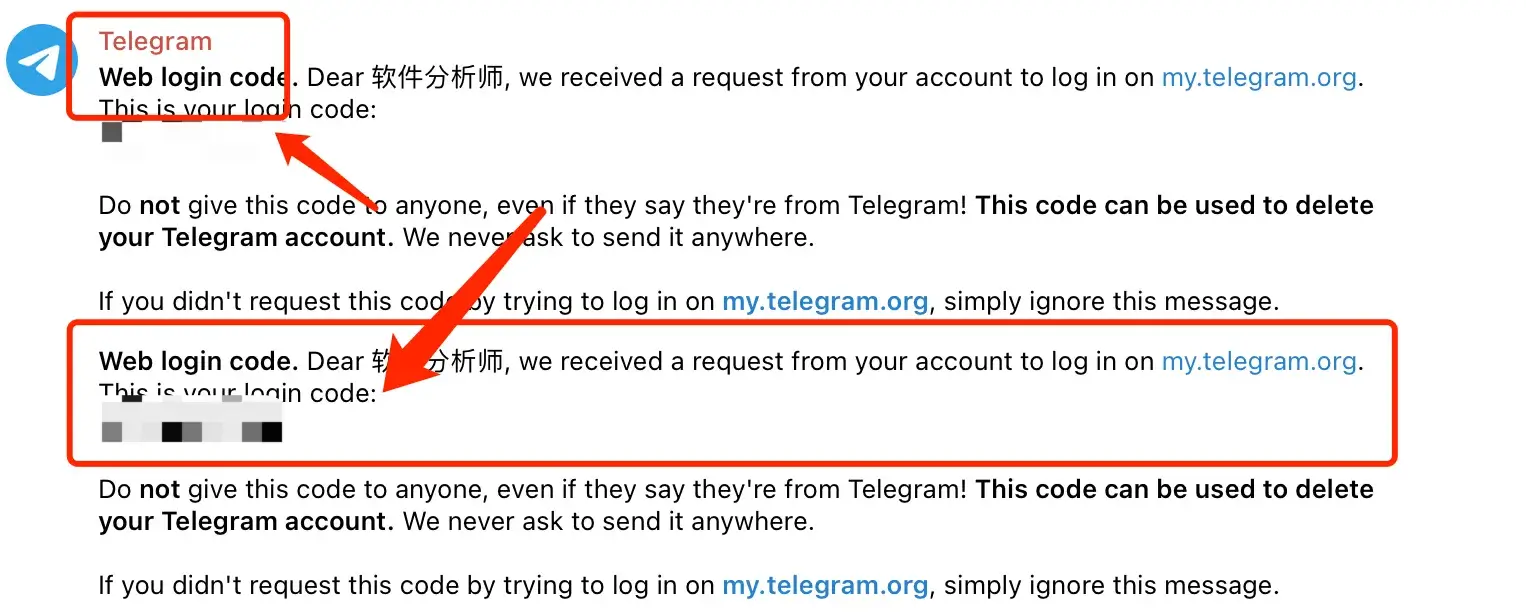 Telegram
Web login code. Dear 软件分析师, we received a request from your account to log in on my.telegram.org.
This is your login code:
Do not give this code to anyone, even if they say they're from Telegram! This code can be used to delete
your Telegram account. We never ask to send it anywhere.
If you didn't request this code by trying to log in on my.telegram.org, simply ignore this message.
Web login code. Dear 软件分析师, we received a request from your account to log in on my.telegram.org.
This is your login code:
Do not give this code to anyone, even if they say they're from Telegram! This code can be used to delete
your Telegram account. We never ask to send it anywhere.
If you didn't request this code by trying to log in on my.telegram.org, simply ignore this message.